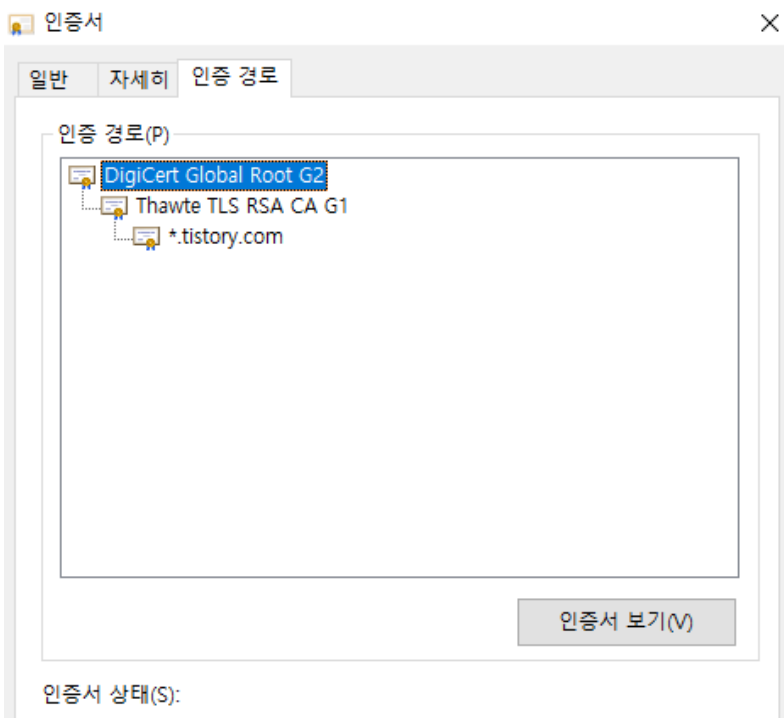 인증서
일반 자세히 인증 경로
인증 경로(P)
DigiCert Global Root G2
Thawte TLS RSA CA G1
*.tistory.com
인증서 보기(V)
인증서 상태(S):